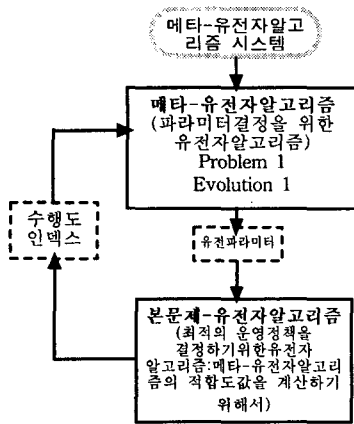 메타-유전자알고
리즘 시스템
메타-유전자알고리즘
(파라미터결정을 위한
유전자알고리즘)
Problem 1
Evolution 1
수행도
인덱스
유전파라미터
본문제-유전자알고리즘
(최적의 운영정책을
결정하기위한유전자
알고리즘:메타-유전자알고리
즘의 적합도값을 계산하기
위해서)